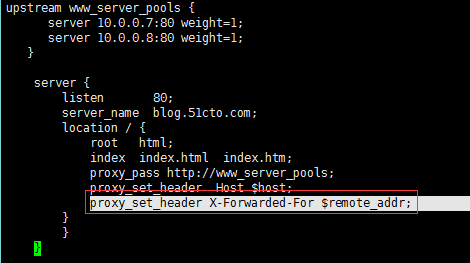 upstream www_server_pools {
server 10.0.0.7:80 weight=1;
server 10.0.0.8:80 weight=1;
}
server {
listen 80;
server_name blog.51cto.com;
location / {
root html;
index index.html index.htm;
proxy_pass http://www_server_pools;
proxy_set_header Host $host;
proxy_set_header X-Forwarded-For $remote_addr;
}
}
}